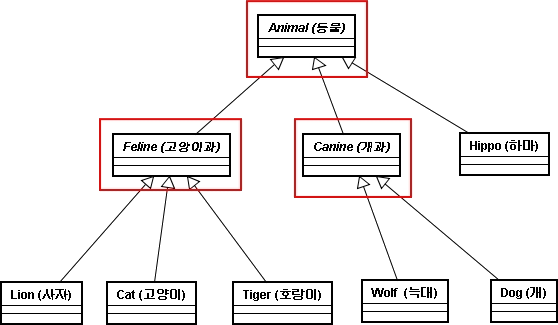 Animal (동물)
Feline (고양이과)
Canine (개과)
Hippo (하마)
Lion (사자)
Cat (고양이)
Tiger (호랑이)
Wolf (늑대)
Dog (개)